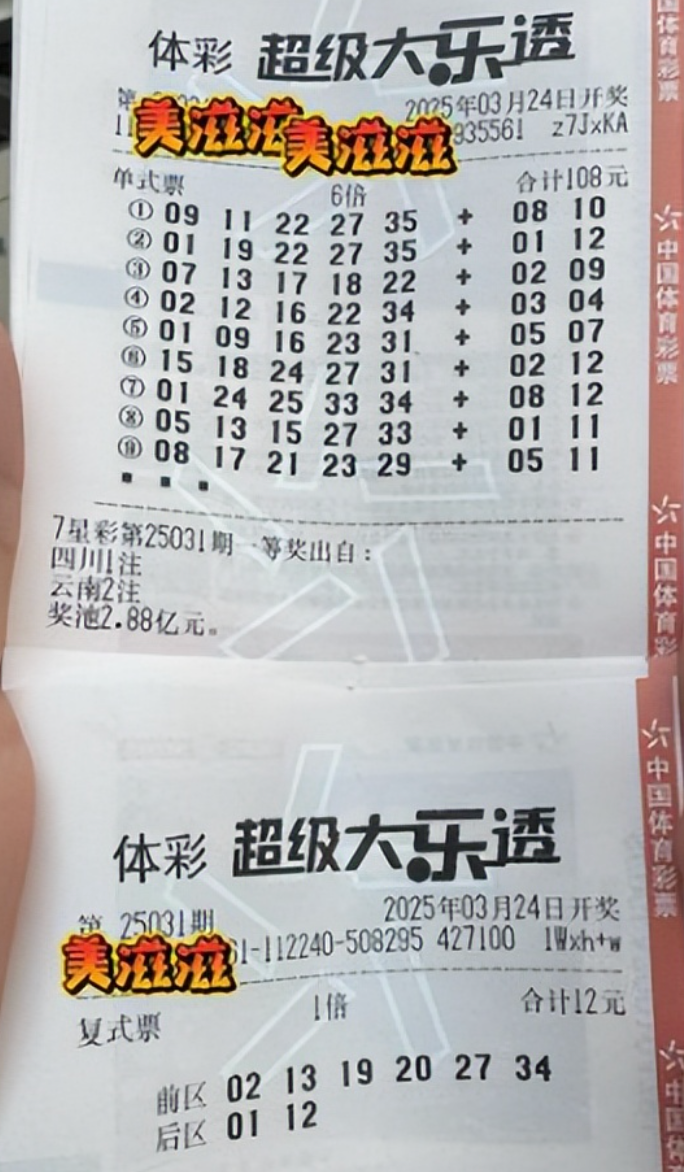 体彩 超级大乐透
第 2025年03月24日开奖
11 美滋滋 美滋滋 935561 z7JxKA
单式票 6倍 合计108元
① 09 11 22 27 35 + 08 10
② 01 19 22 27 35 + 01 12
③ 07 13 17 18 22 + 02 09
④ 02 12 16 22 34 + 03 04
⑤ 01 09 16 23 31 + 05 07
⑥ 15 18 24 27 31 + 02 12
⑦ 01 24 25 33 34 + 08 12
⑧ 05 13 15 27 33 + 01 11
⑨ 08 17 21 23 29 + 05 11
7星彩第25031期一等奖出自:
四川1注
云南2注
奖池2.88亿元。
体彩 超级大乐透
第 25031期 2025年03月24日开奖
美滋滋 1-112240-508295 427100 1Wxh+w
复式票 1倍 合计12元
前区 02 13 19 20 27 34
后区 01 12
中国体育彩票
中国体育彩票
中国体育彩
中国体育彩票
中国体